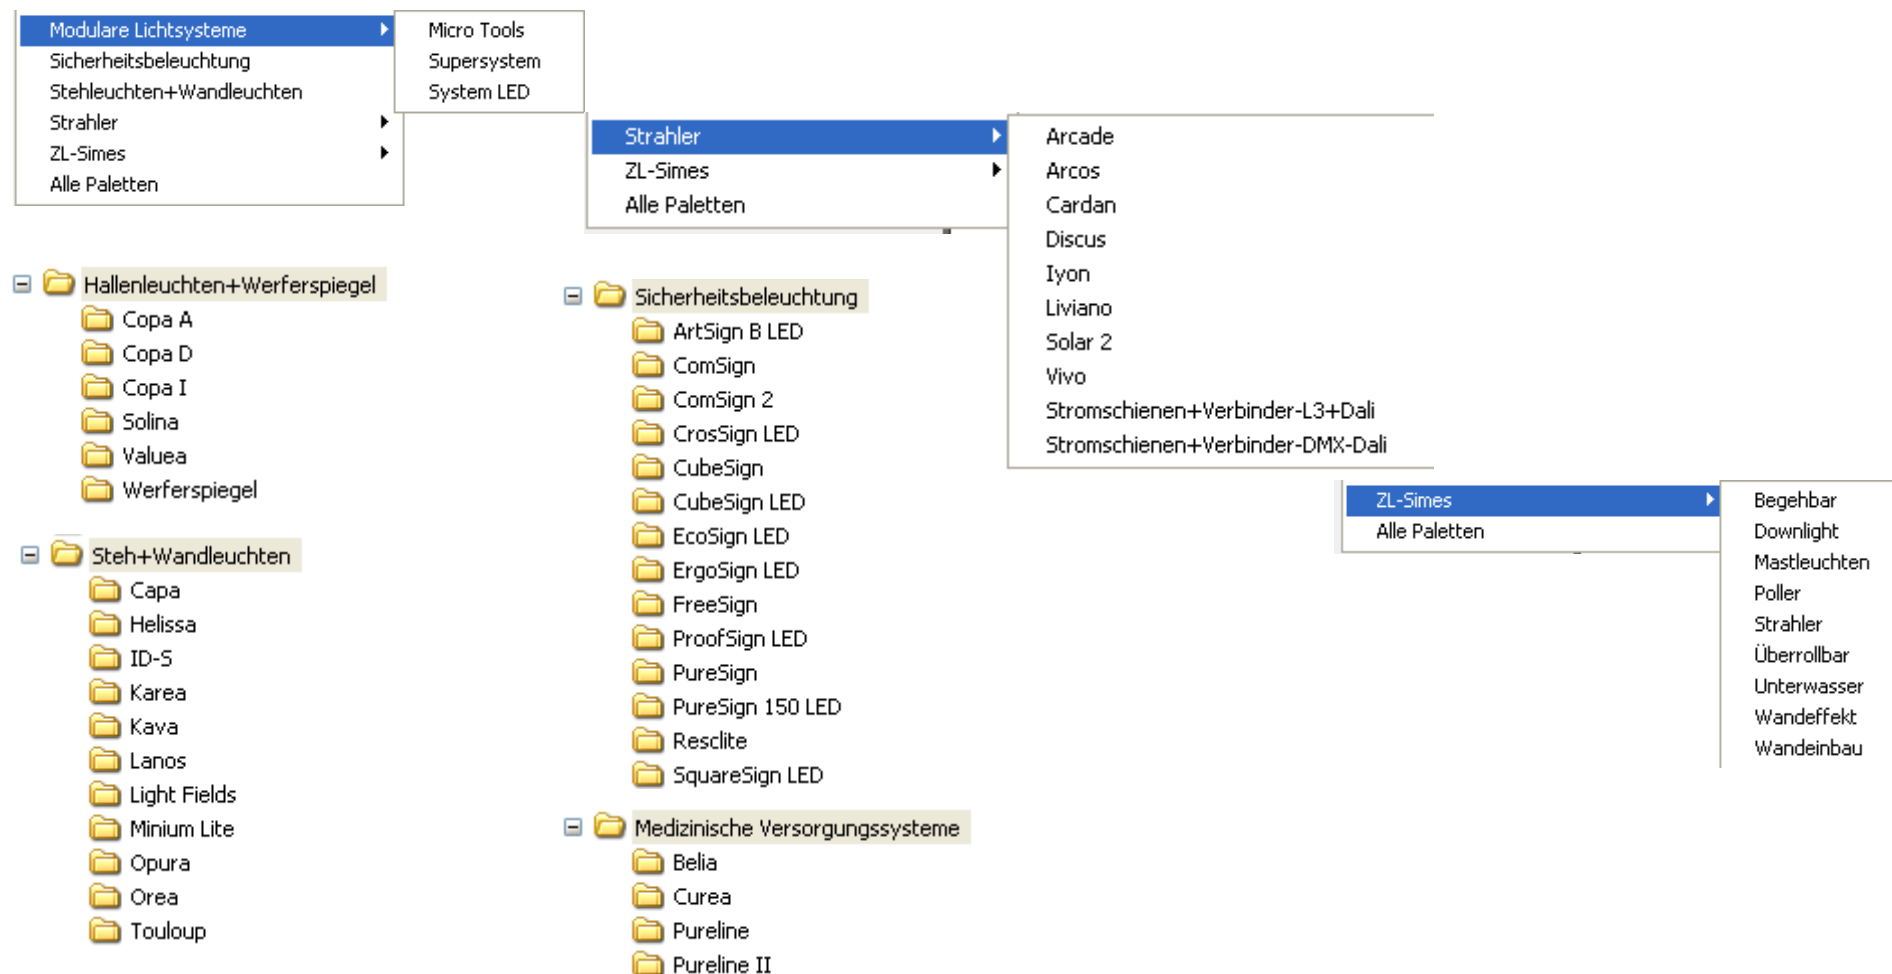 Modulare Lichtsysteme
Sicherheitsbeleuchtung
Stehleuchten+Wandleuchten
Strahler
ZL-Simes
Alle Paletten
Micro Tools
Supersystem
System LED
Strahler
ZL-Simes
Alle Paletten
Arcade
Arcos
Cardan
Discus
Iyon
Liviano
Solar 2
Vivo
Stromschienen+Verbinder-L3+Dali
Stromschienen+Verbinder-DMX-Dali
Hallenleuchten+Werferspiegel
Copa A
Copa D
Copa I
Solina
Valuea
Werferspiegel
Steh+Wandleuchten
Capa
Helissa
ID-S
Karea
Kava
Lanos
Light Fields
Minium Lite
Opura
Orea
Touloup
Sicherheitsbeleuchtung
ArtSign B LED
ComSign
ComSign 2
CrosSign LED
CubeSign
CubeSign LED
EcoSign LED
ErgoSign LED
FreeSign
ProofSign LED
PureSign
PureSign 150 LED
Resclite
SquareSign LED
Medizinische Versorgungssysteme
Belia
Curea
Pureline
Pureline II
ZL-Simes
Alle Paletten
Begehbar
Downlight
Mastleuchten
Poller
Strahler
Überrollbar
Unterwasser
Wandeffekt
Wandeinbau